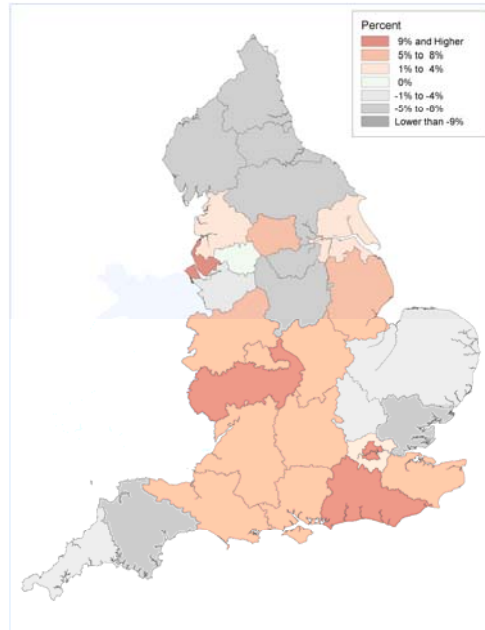 Percent
9% and Higher
5% to 8%
1% to 4%
0%
-1% to -4%
-5% to -8%
Lower than -9%